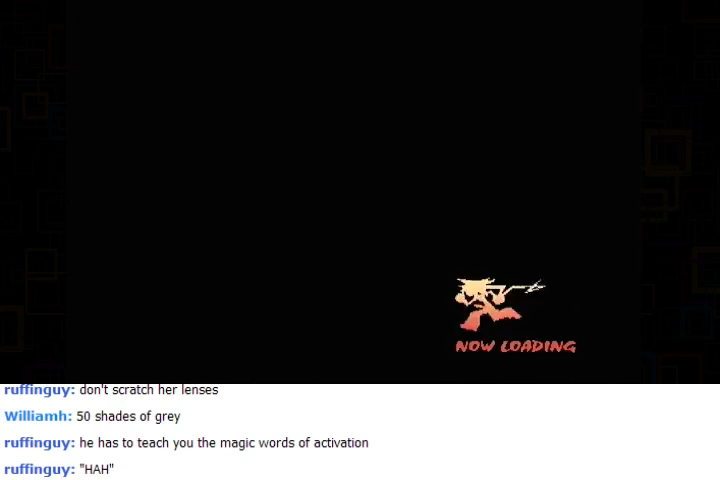 NOW LOADING
ruffinguy: don't scratch her lenses
Williamh: 50 shades of grey
ruffinguy: he has to teach you the magic words of activation
ruffinguy: "HAH"